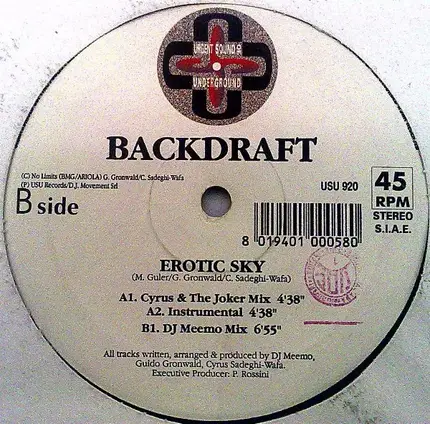 URGENT SOUND OF
UNDERGROUND
BACKDRAFT
(C) No Limits (BMG/ARIOLA) G. Gronwald/C. Sadeghi-Wafa
(P) USU Records/D.J. Movement Srl
B side
USU 920
45
RPM
STEREO
S.I.A.E.
8 019401 000580
EROTIC SKY
(M. Guler/G. Gronwald/C. Sadeghi-Wafa)
A1. Cyrus & The Joker Mix 4'38"
A2. Instrumental 4'38"
B1. DJ Meemo Mix 6'55"
All tracks written, arranged & produced by DJ Meemo,
Guido Gronwald, Cyrus Sadeghi-Wafa.
Executive Producer: P. Rossini